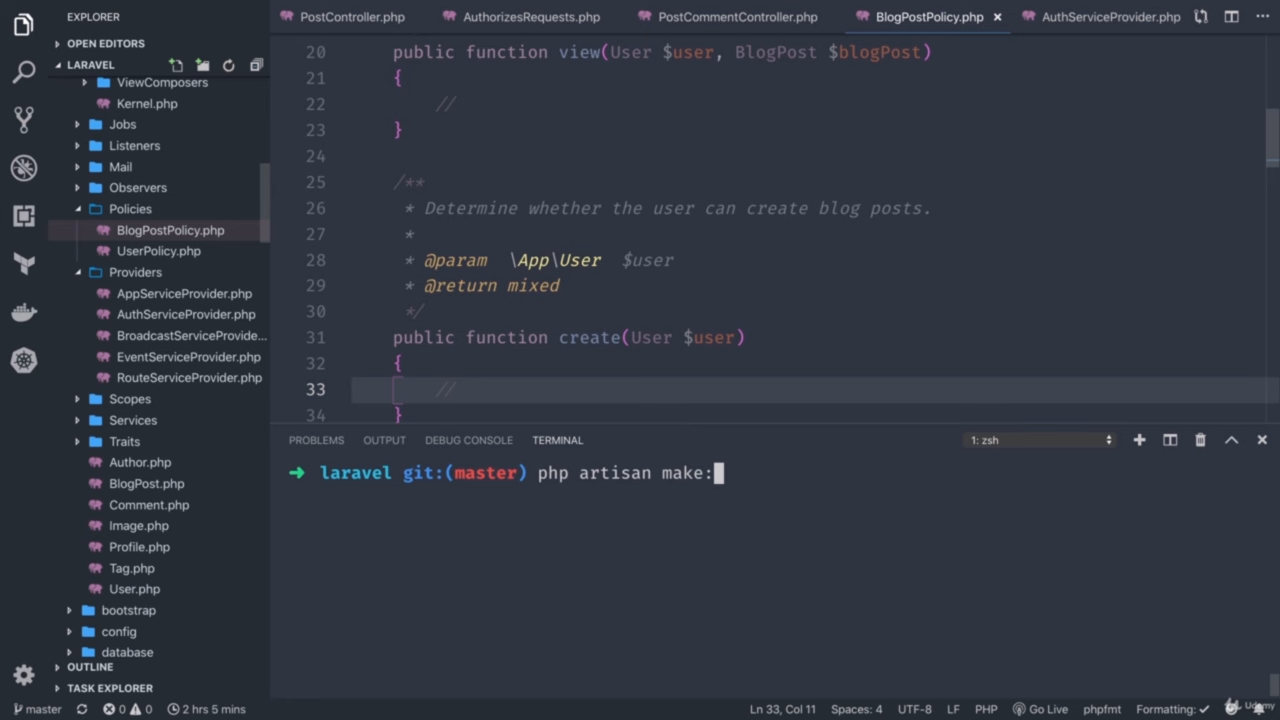 EXPLORER
OPEN EDITORS
LARAVEL
ViewComposers
Kernel.php
Jobs
Listeners
Mail
Observers
Policies
BlogPostPolicy.php
UserPolicy.php
Providers
AppServiceProvider.php
AuthServiceProvider.php
BroadcastServiceProvide...
EventServiceProvider.php
RouteServiceProvider.php
Scopes
Services
Traits
Author.php
BlogPost.php
Comment.php
Image.php
Profile.php
Tag.php
User.php
bootstrap
config
database
OUTLINE
TASK EXPLORER
PostController.php AuthorizesRequests.php PostCommentController.php BlogPostPolicy.php × AuthServiceProvider.php
20 public function view(User $user, BlogPost $blogPost)
21 {
22 //
23 }
24
25 /**
26 * Determine whether the user can create blog posts.
27 *
28 * @param \App\User $user
29 * @return mixed
30 */
31 public function create(User $user)
32 {
33 //
34 }
PROBLEMS OUTPUT DEBUG CONSOLE TERMINAL 1: zsh
➜ laravel git:(master) php artisan make:
master 0 0 2 hrs 5 mins Ln 33, Col 11 Spaces: 4 UTF-8 LF PHP Go Live phpfmt Formatting: ✓ Udemy